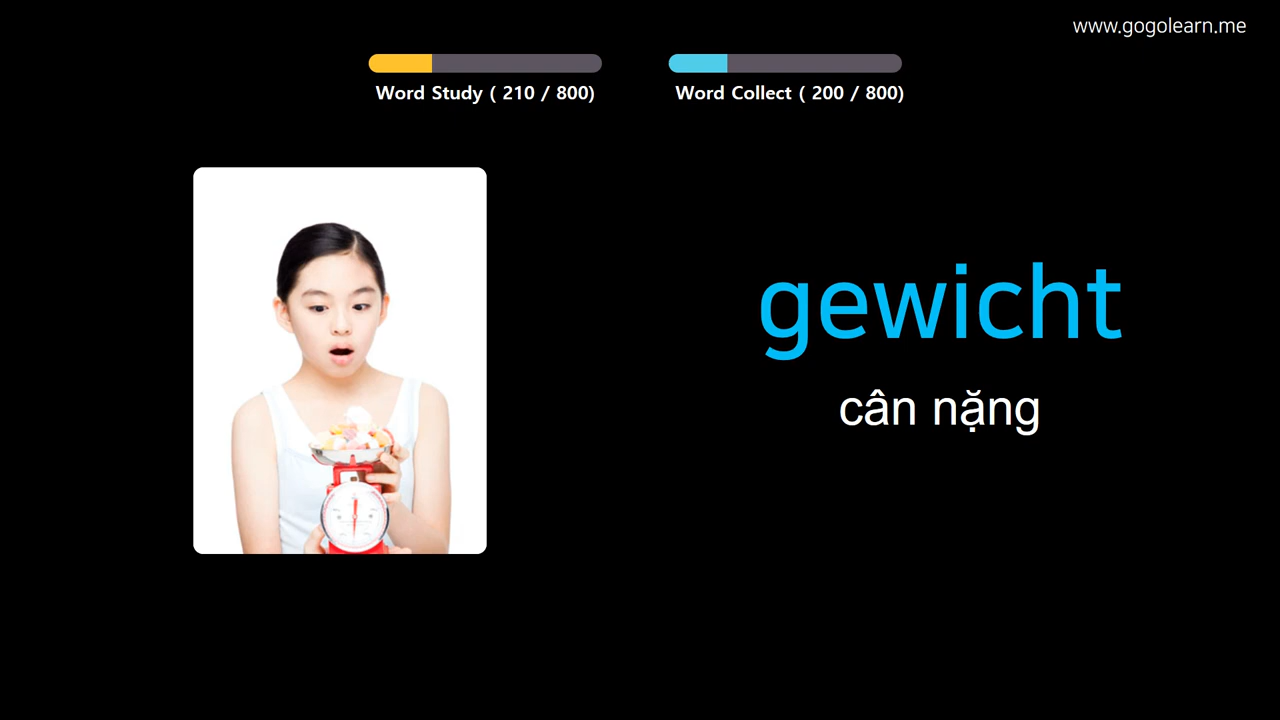 www.gogolearn.me
Word Study ( 210 / 800)
Word Collect ( 200 / 800)
gewicht
cân nặng